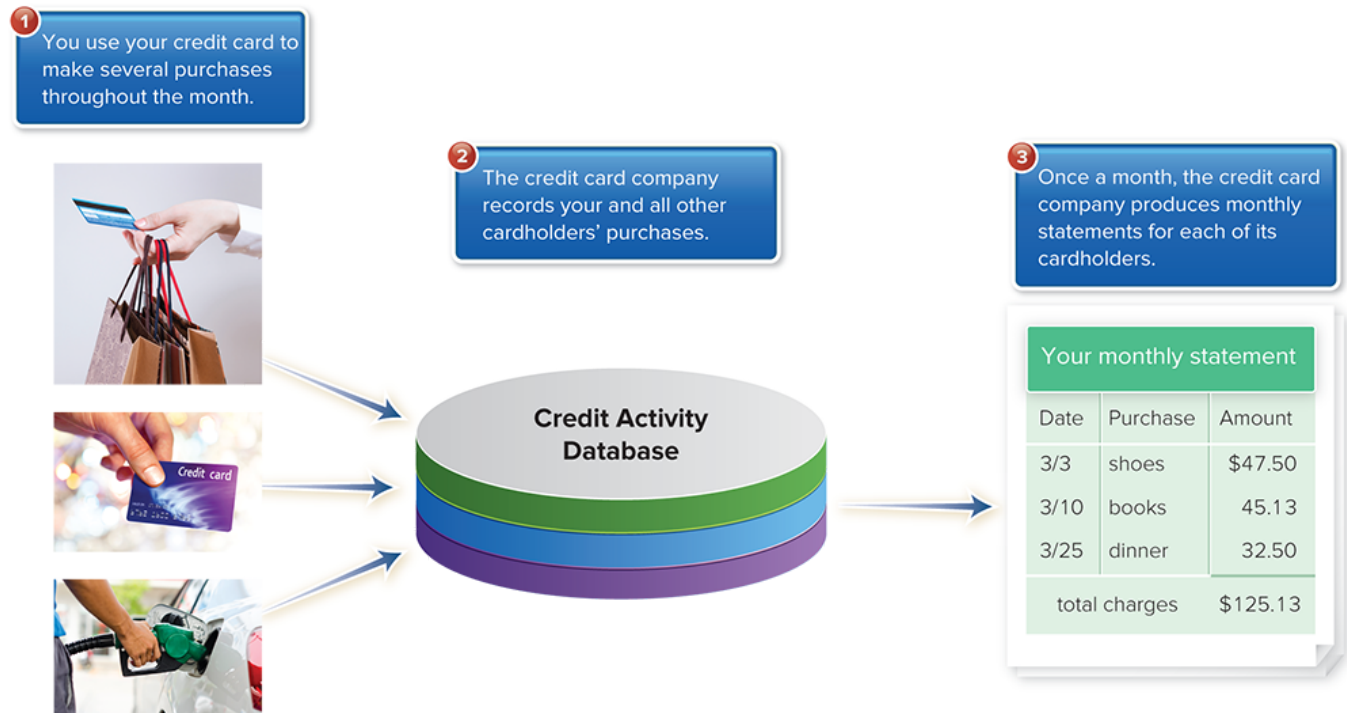 1
You use your credit card to
make several purchases
throughout the month.
2
The credit card company
records your and all other
cardholders' purchases.
3
Once a month, the credit card
company produces monthly
statements for each of its
cardholders.
Credit card
Credit Activity
Database
Your monthly statement
Date Purchase Amount
3/3 shoes $47.50
3/10 books 45.13
3/25 dinner 32.50
total charges $125.13